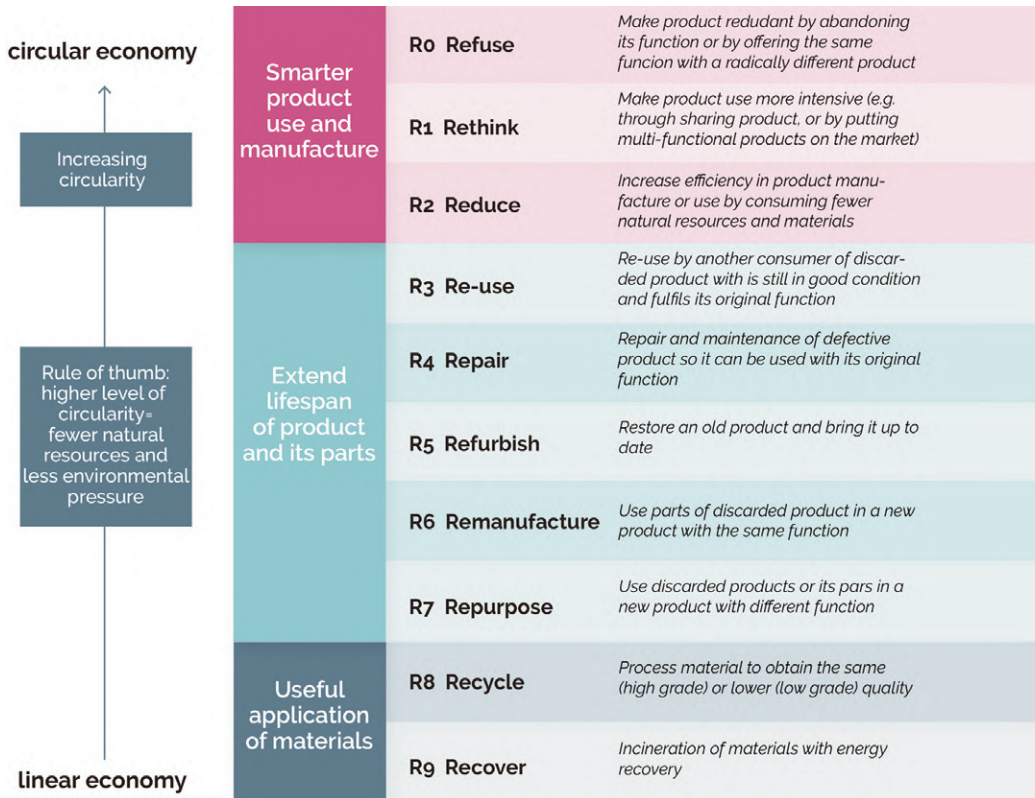 circular economy
Increasing
circularity
Rule of thumb:
higher level of
circularity=
fewer natural
resources and
less environmental
pressure
linear economy
Smarter
product
use and
manufacture
R0 Refuse
Make product redudant by abandoning
its function or by offering the same
funcion with a radically different product
R1 Rethink
Make product use more intensive (e.g.
through sharing product, or by putting
multi-functional products on the market)
R2 Reduce
Increase efficiency in product manu-
facture or use by consuming fewer
natural resources and materials
Extend
lifespan
of product
and its parts
R3 Re-use
Re-use by another consumer of discar-
ded product with is still in good condition
and fulfils its original function
R4 Repair
Repair and maintenance of defective
product so it can be used with its original
function
R5 Refurbish
Restore an old product and bring it up to
date
R6 Remanufacture
Use parts of discarded product in a new
product with the same function
R7 Repurpose
Use discarded products or its pars in a
new product with different function
Useful
application
of materials
R8 Recycle
Process material to obtain the same
(high grade) or lower (low grade) quality
R9 Recover
Incineration of materials with energy
recovery